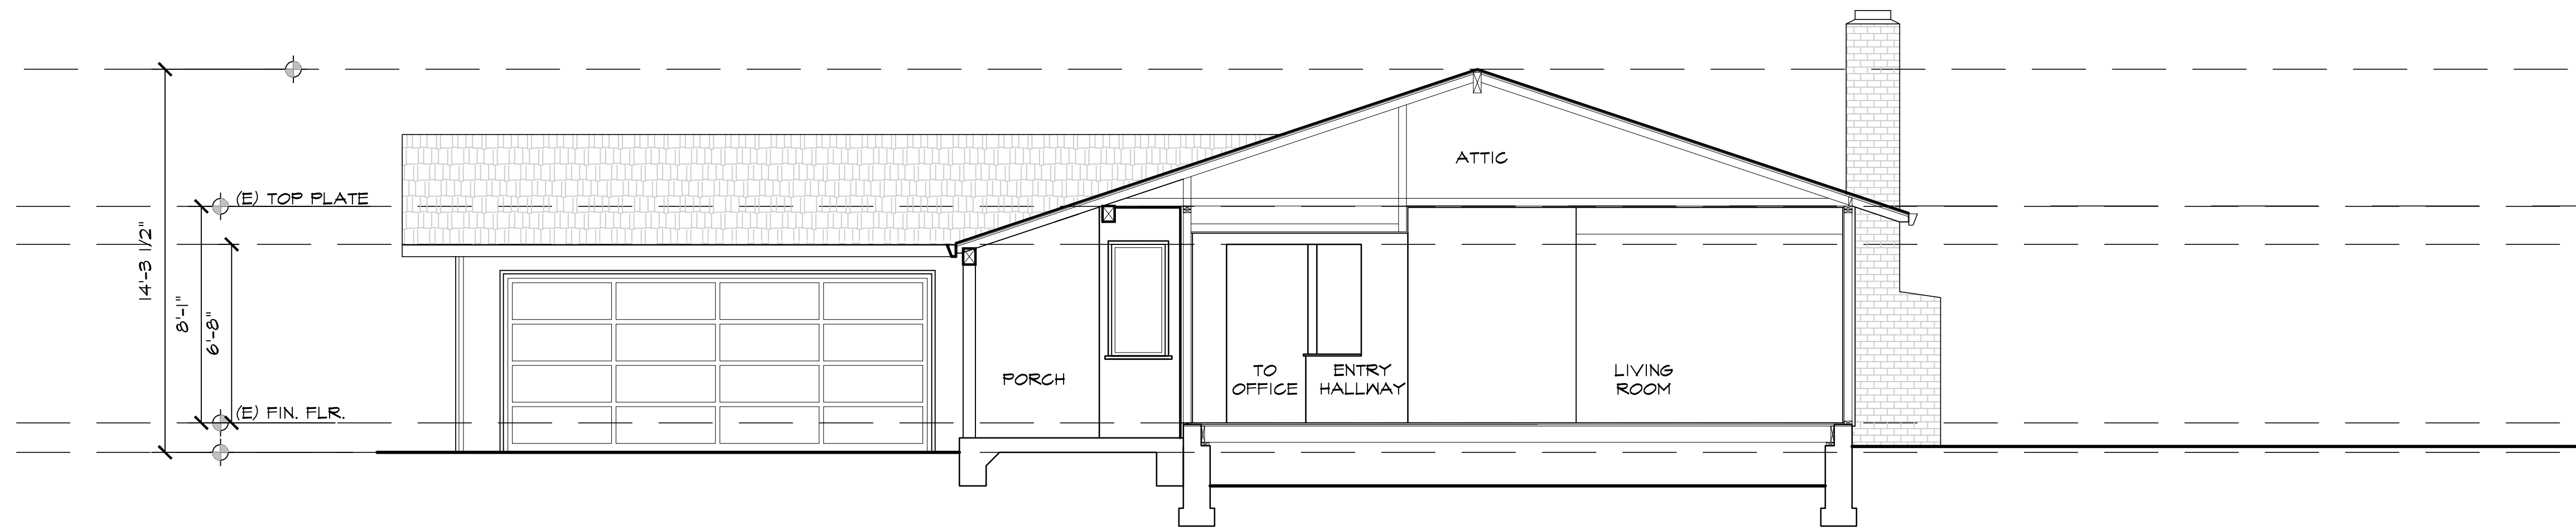 ATTIC
(E) TOP PLATE
14'-3 1/2"
8'-1"
6'-8"
PORCH
TO
OFFICE
ENTRY
HALLWAY
LIVING
ROOM
(E) FIN. FLR.